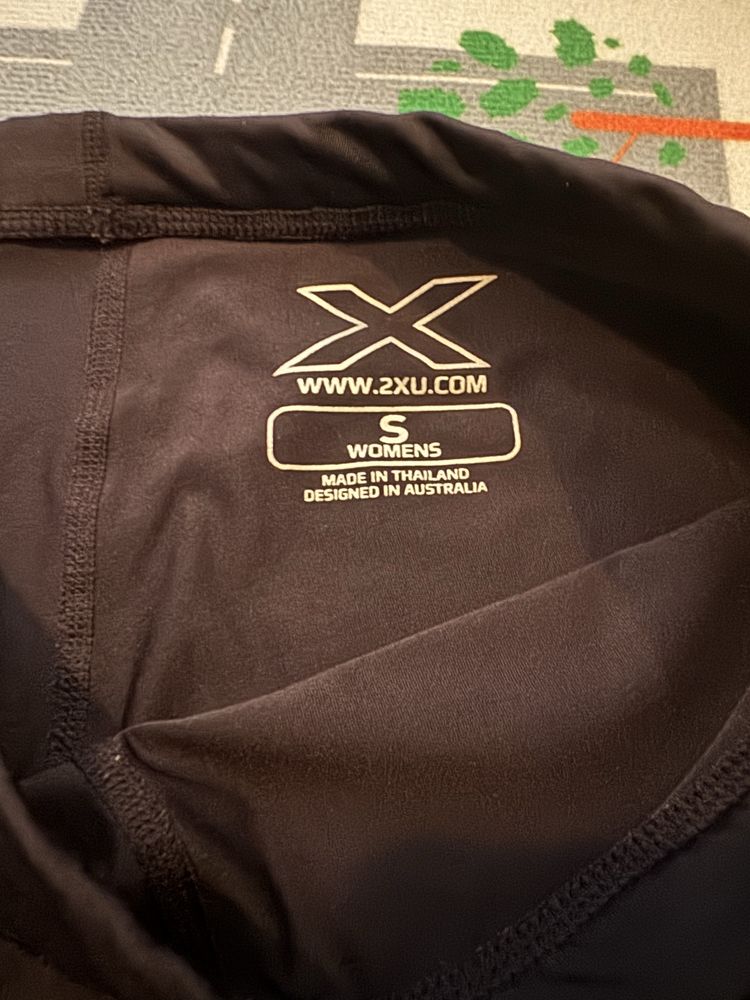 X
WWW.2XU.COM
S
WOMENS
MADE IN THAILAND
DESIGNED IN AUSTRALIA